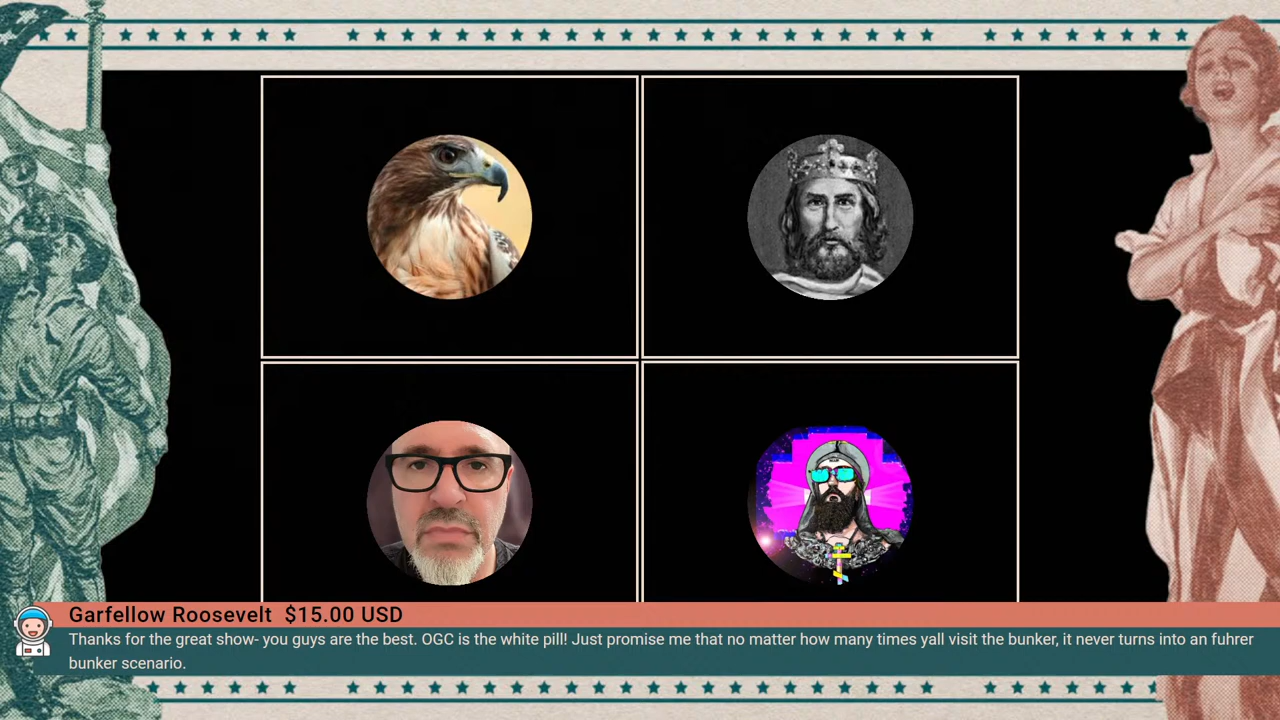 Garfellow Roosevelt $15.00 USD
Thanks for the great show- you guys are the best. OGC is the white pill! Just promise me that no matter how many times yall visit the bunker, it never turns into an fuhrer
bunker scenario.